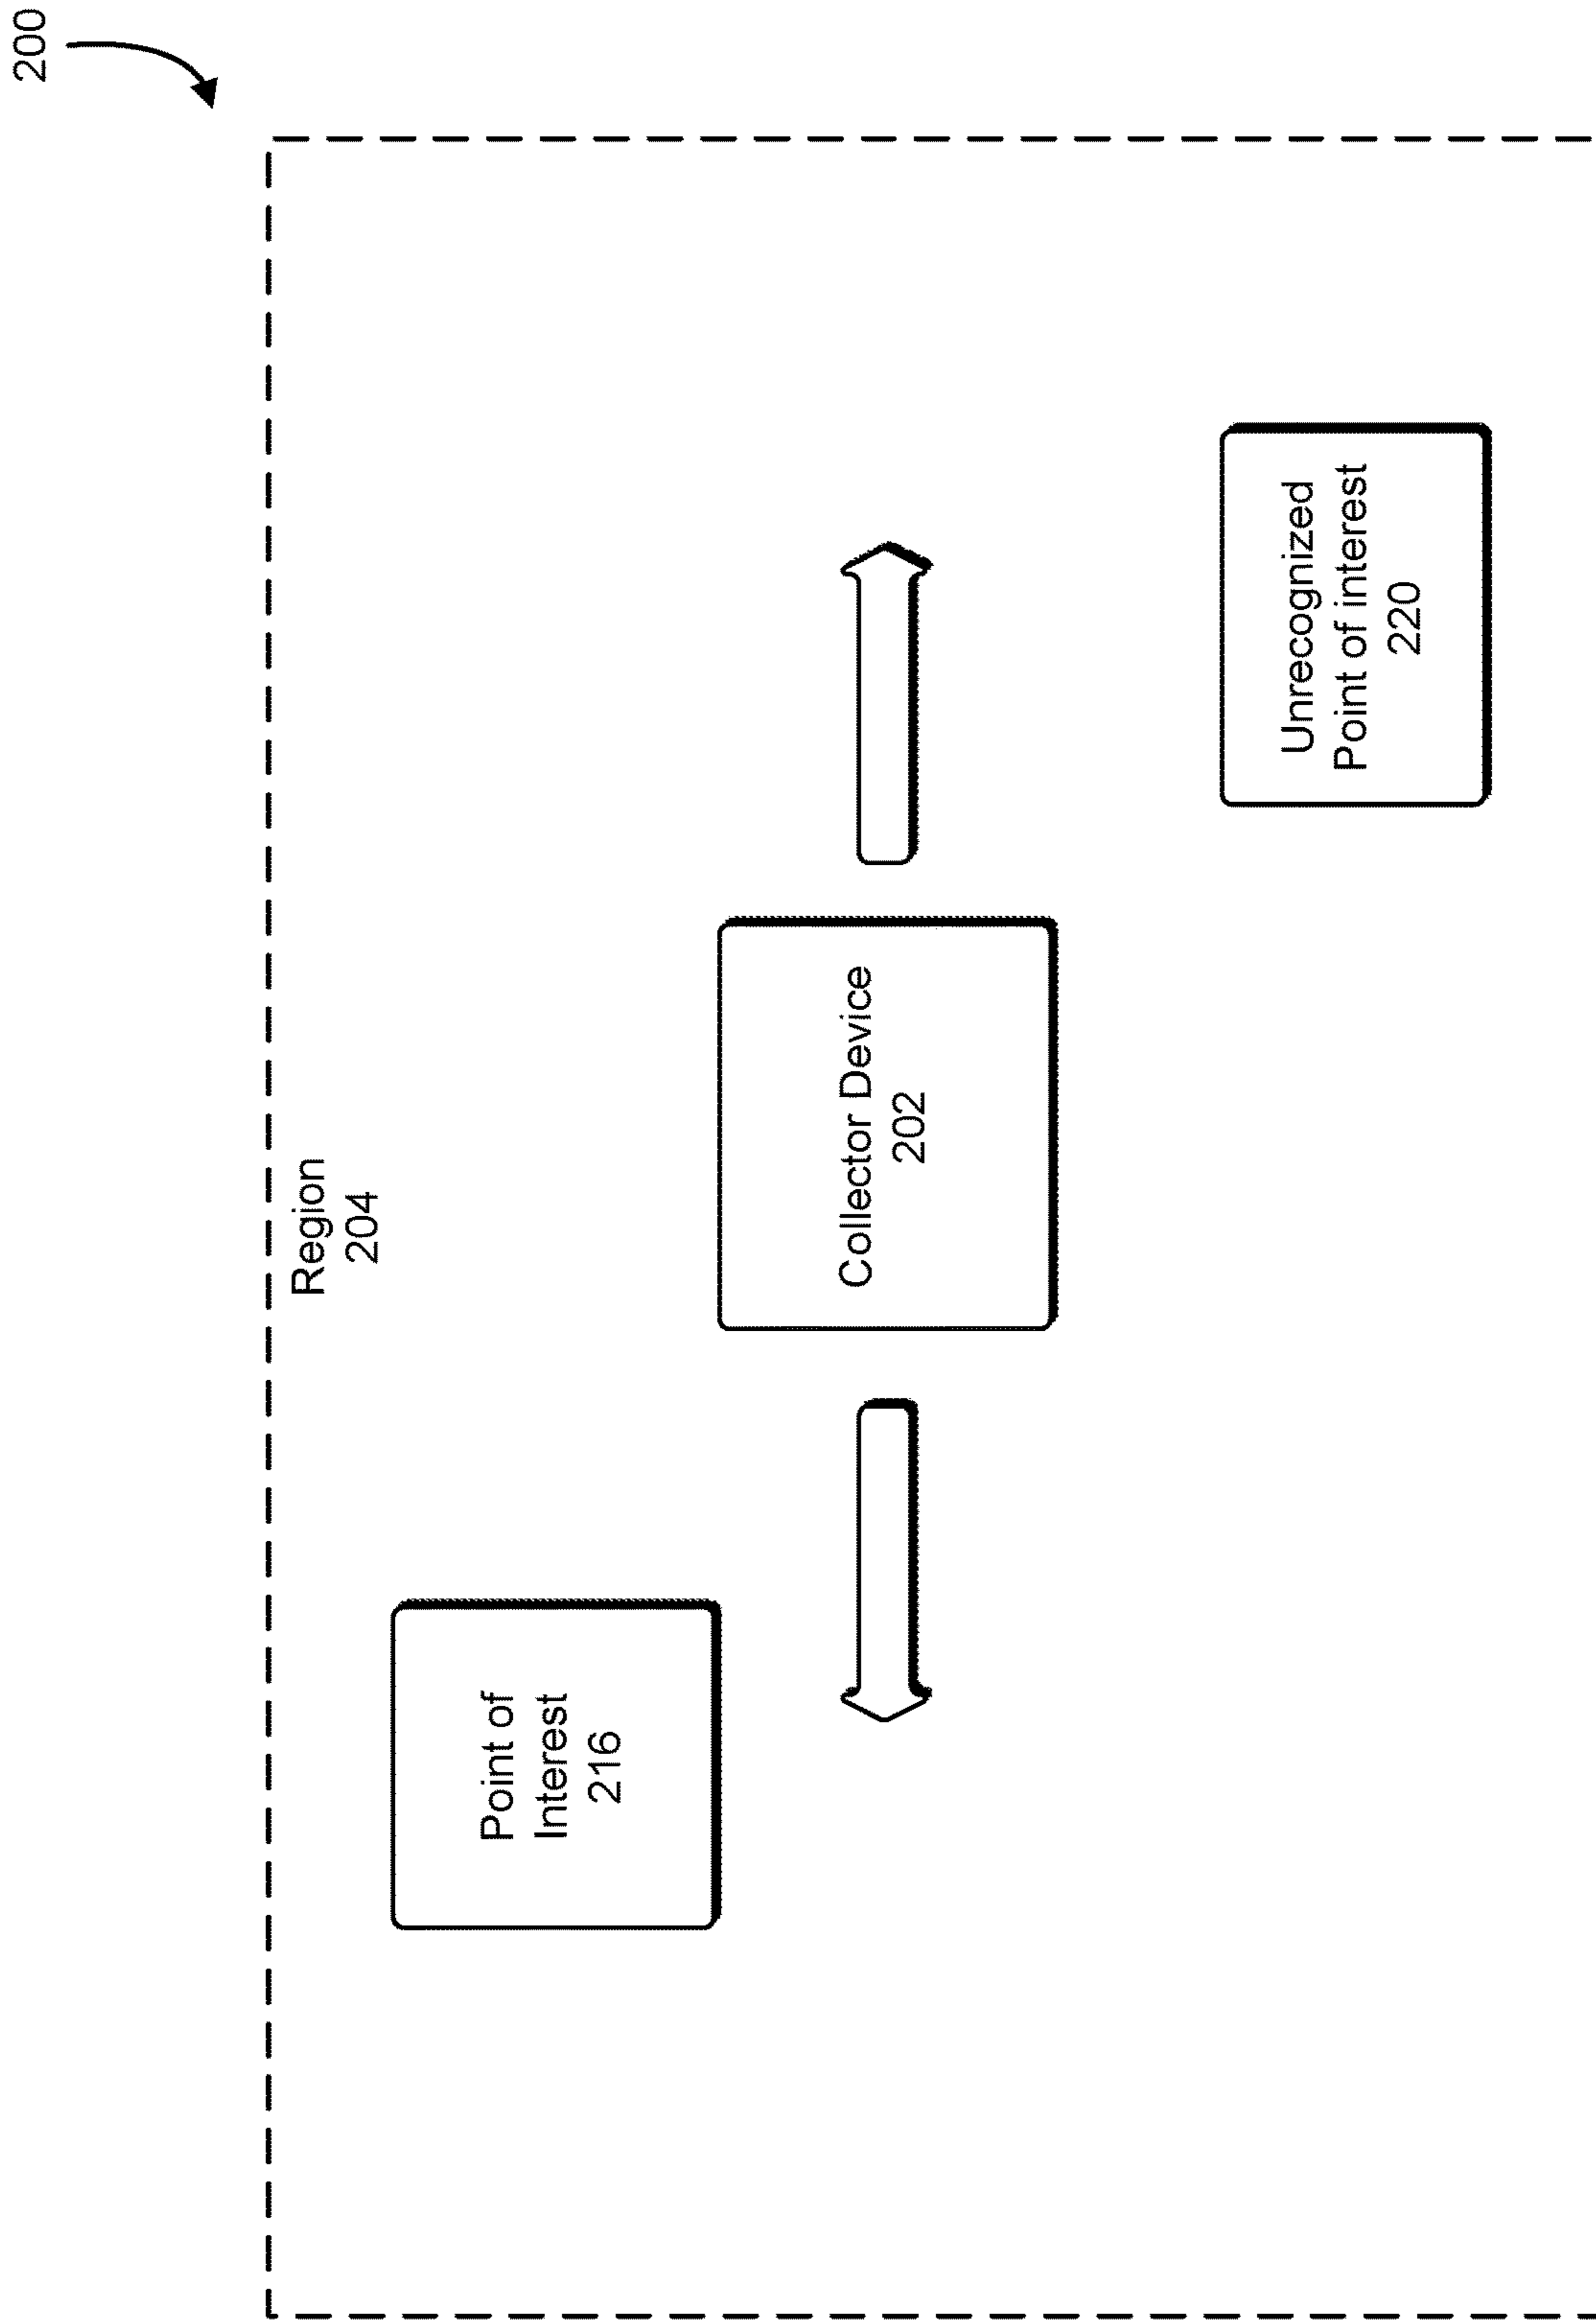 200
Region
204
Point of
Interest
216
Collector Device
202
Unrecognized
Point of interest
220